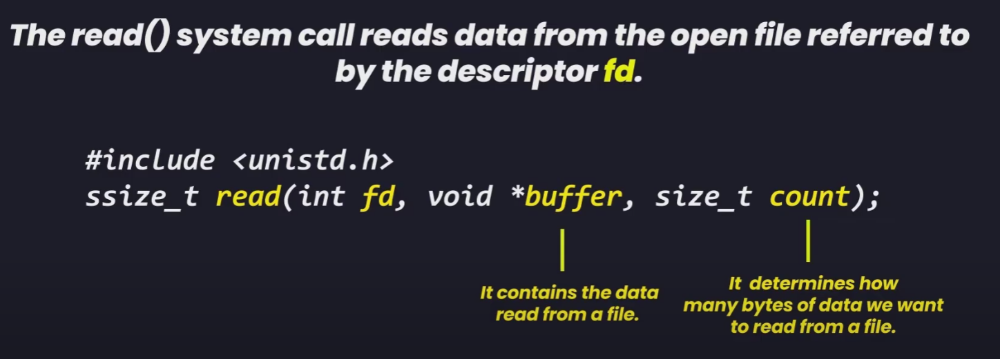 The read() system call reads data from the open file referred to
by the descriptor fd.
#include <unistd.h>
ssize_t read(int fd, void *buffer, size_t count);
It contains the data
read from a file.
It determines how
many bytes of data we want
to read from a file.